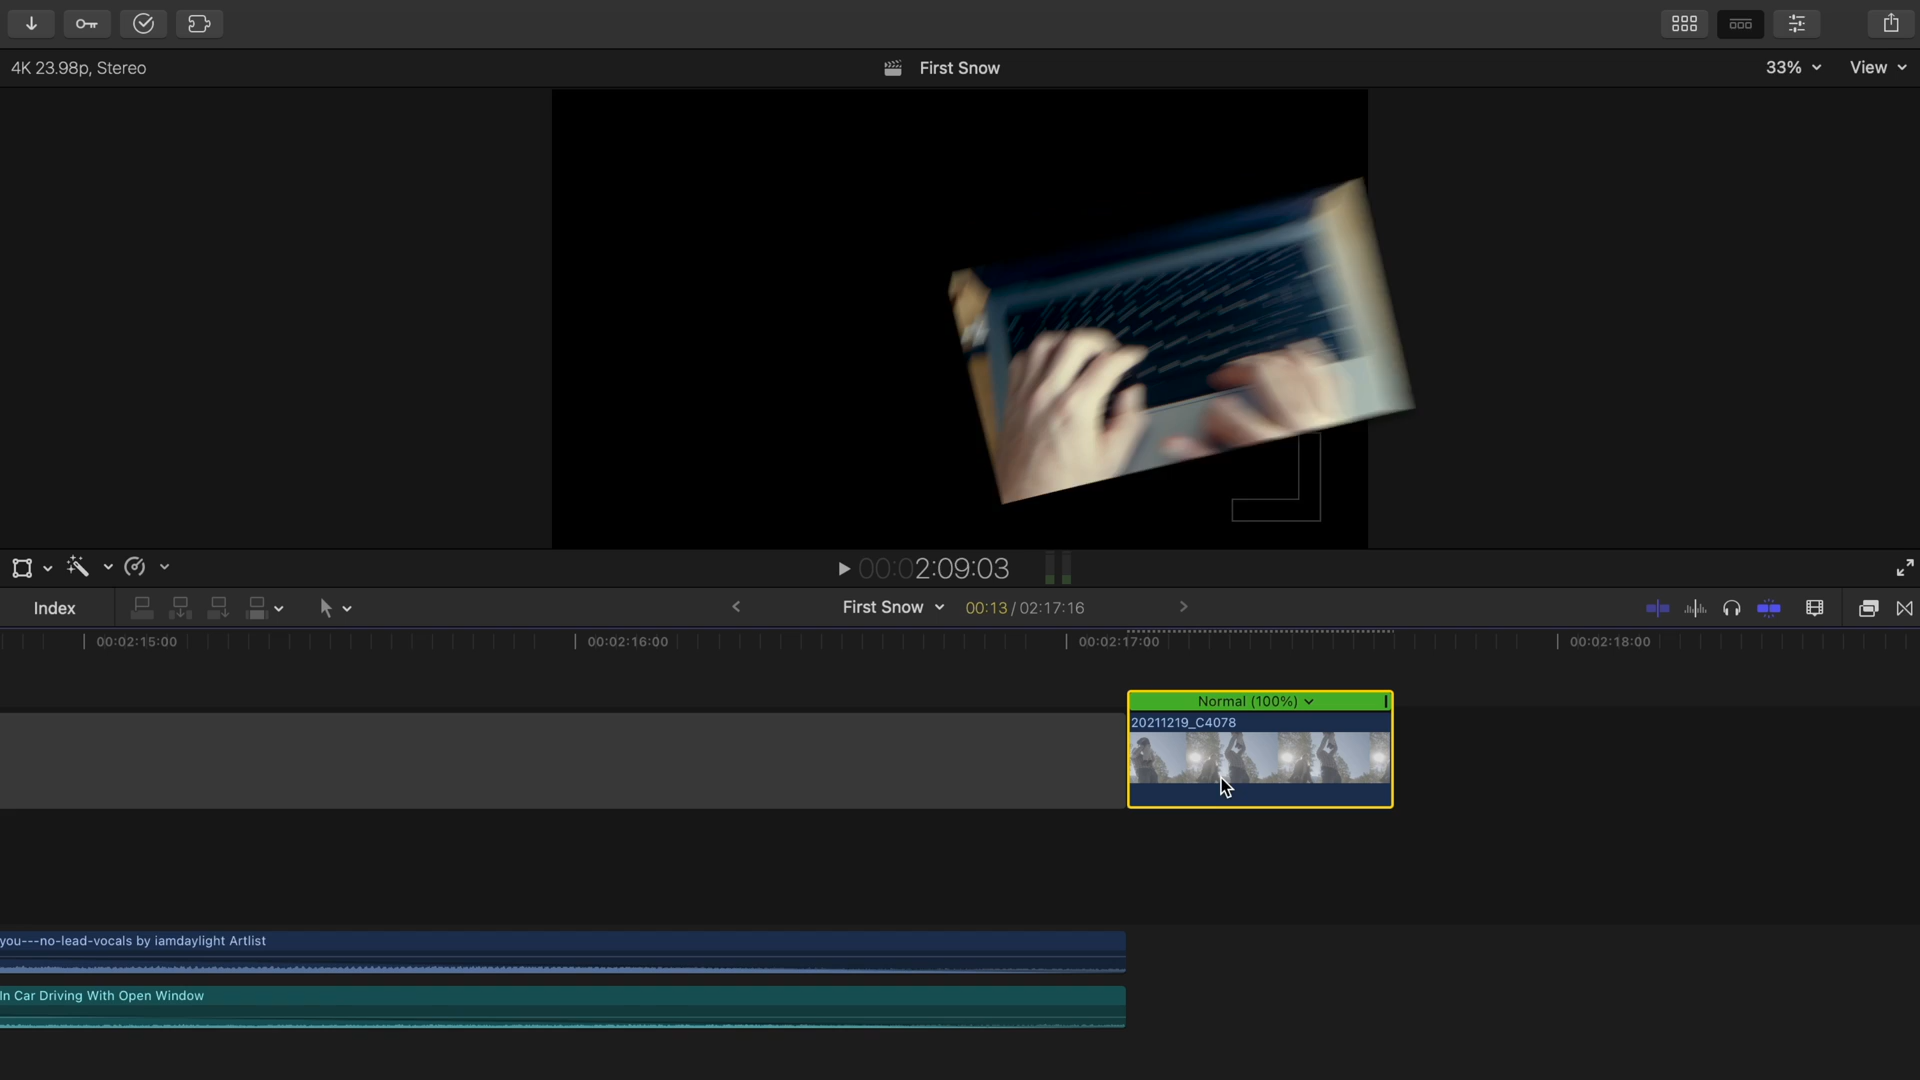 4K 23.98p, Stereo
First Snow
33%
View
00:02:09:03
Index
First Snow
00:13 / 02:17:16
00:02:15:00
00:02:16:00
00:02:17:00
00:02:18:00
Normal (100%)
20211219_C4078
you---no-lead-vocals by iamdaylight Artlist
In Car Driving With Open Window